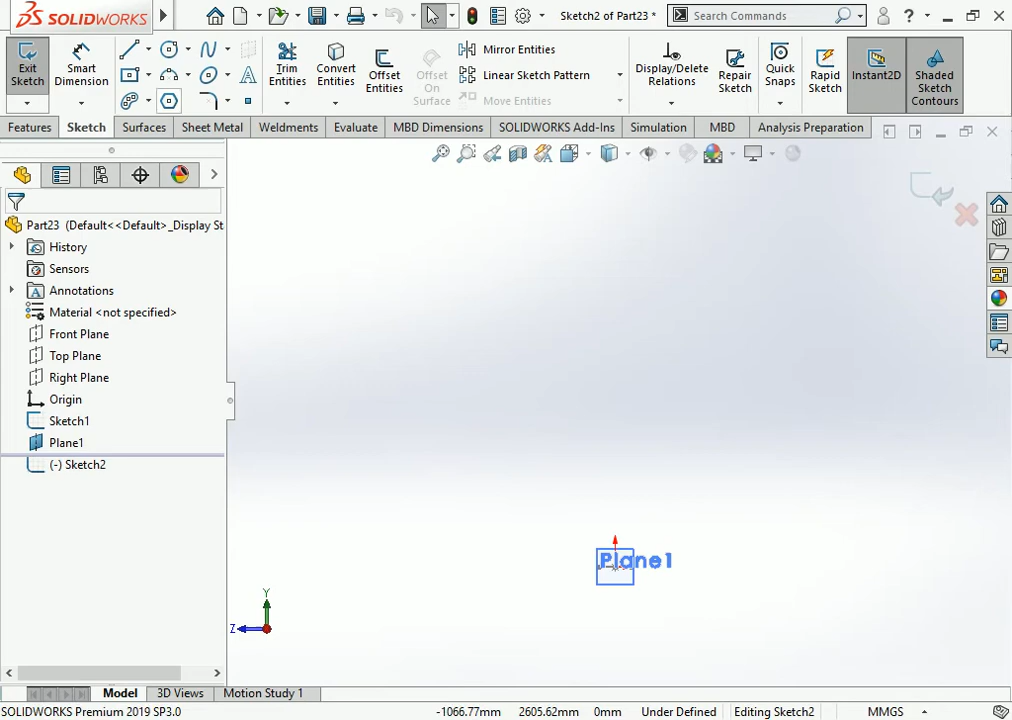 SOLIDWORKS
Sketch2 of Part23 *
Search Commands
?
Exit Sketch
Smart Dimension
Trim Entities
Convert Entities
Offset Entities
Offset On Surface
Mirror Entities
Linear Sketch Pattern
Move Entities
Display/Delete Relations
Repair Sketch
Quick Snaps
Rapid Sketch
Instant2D
Shaded Sketch Contours
Features
Sketch
Surfaces
Sheet Metal
Weldments
Evaluate
MBD Dimensions
SOLIDWORKS Add-Ins
Simulation
MBD
Analysis Preparation
Part23 (Default<<Default>_Display St
History
Sensors
Annotations
Material <not specified>
Front Plane
Top Plane
Right Plane
Origin
Sketch1
Plane1
(-) Sketch2
Plane1
Y
Z
Model
3D Views
Motion Study 1
SOLIDWORKS Premium 2019 SP3.0
-1066.77mm
2605.62mm
0mm
Under Defined
Editing Sketch2
MMGS